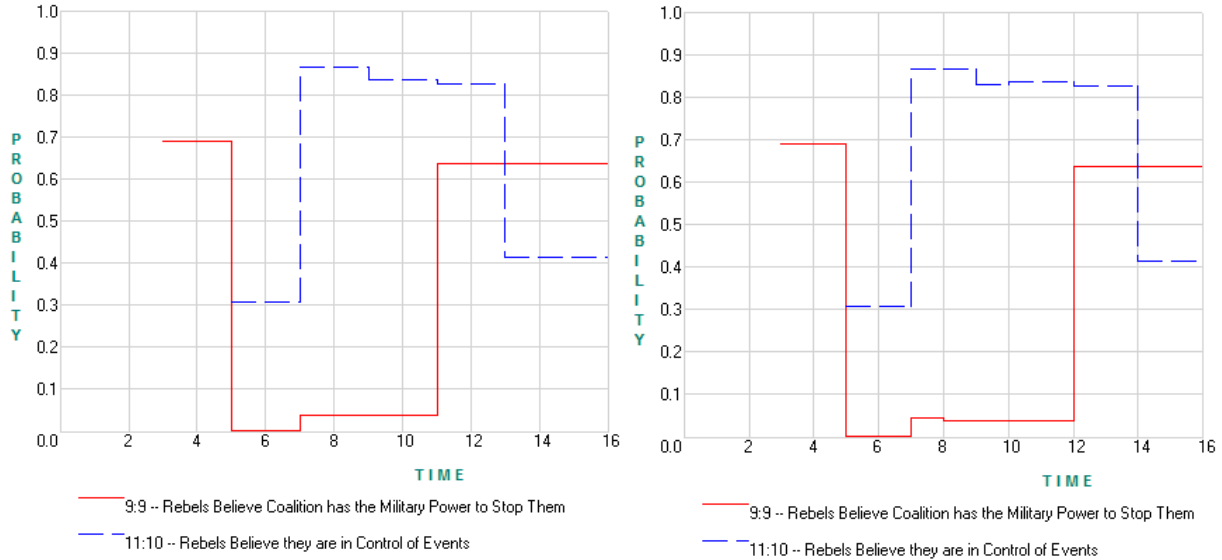 1.0
0.9
0.8
0.7
0.6
0.5
0.4
0.3
0.2
0.1
0.0
PROBABILITY
2 4 6 8 10 12 14 16
TIME
9:9 -- Rebels Believe Coalition has the Military Power to Stop Them
11:10 -- Rebels Believe they are in Control of Events
1.0
0.9
0.8
0.7
0.6
0.5
0.4
0.3
0.2
0.1
0.0
PROBABILITY
2 4 6 8 10 12 14 16
TIME
9:9 -- Rebels Believe Coalition has the Military Power to Stop Them
11:10 -- Rebels Believe they are in Control of Events